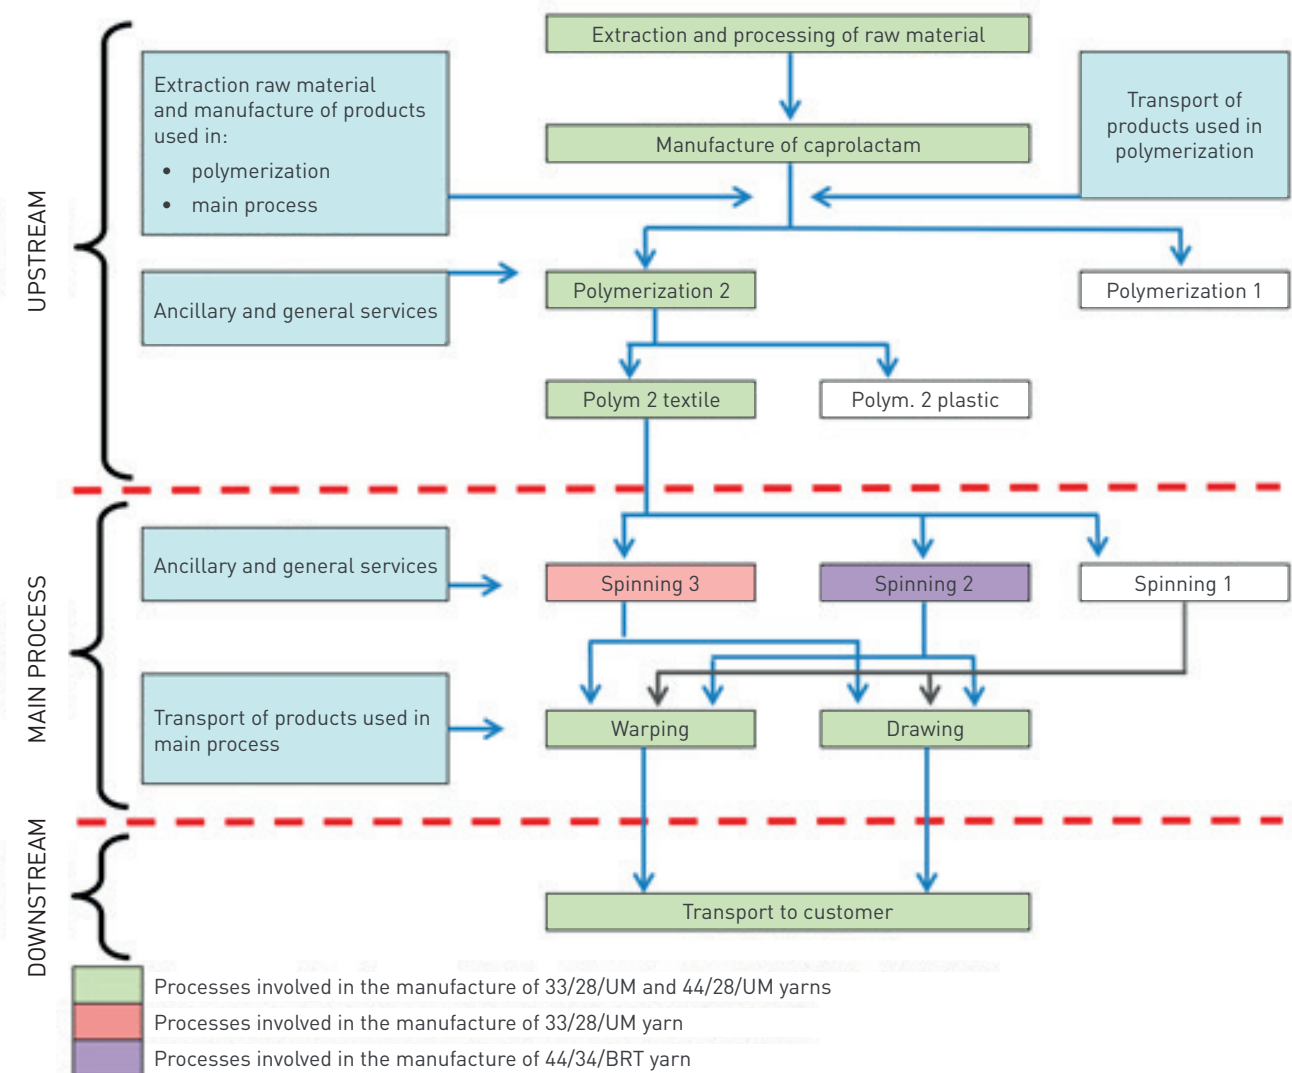 UPSTREAM
Extraction and processing of raw material
Extraction raw material
and manufacture of products
used in:
• polymerization
• main process
Transport of
products used in
polymerization
Manufacture of caprolactam
Ancillary and general services
Polymerization 2
Polymerization 1
Polym 2 textile
Polym. 2 plastic
MAIN PROCESS
Ancillary and general services
Spinning 3
Spinning 2
Spinning 1
Transport of products used in
main process
Warping
Drawing
DOWNSTREAM
Transport to customer
Processes involved in the manufacture of 33/28/UM and 44/28/UM yarns
Processes involved in the manufacture of 33/28/UM yarn
Processes involved in the manufacture of 44/34/BRT yarn